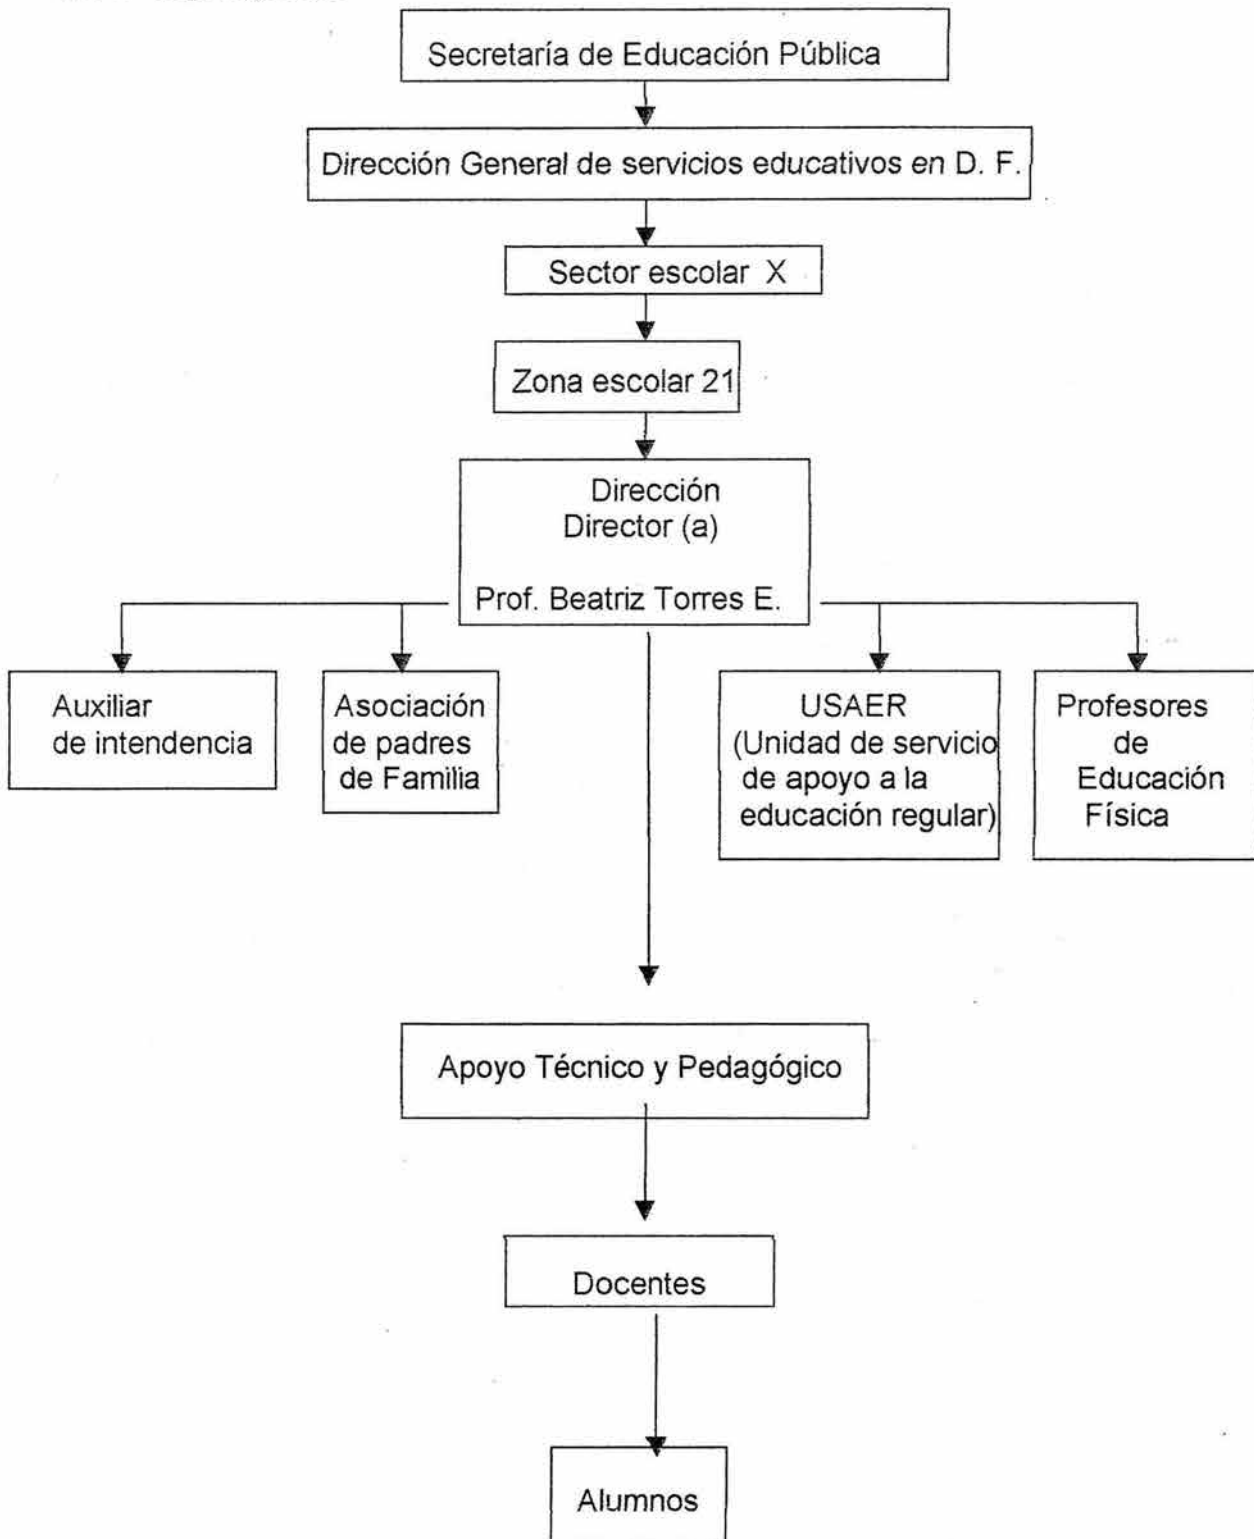 Secretaría de Educación Pública
Dirección General de servicios educativos en D. F.
Sector escolar X
Zona escolar 21
Dirección
Director (a)
Prof. Beatriz Torres E.
Auxiliar
de intendencia
Asociación
de padres
de Familia
USAER
(Unidad de servicio
de apoyo a la
educación regular)
Profesores
de
Educación
Física
Apoyo Técnico y Pedagógico
Docentes
Alumnos